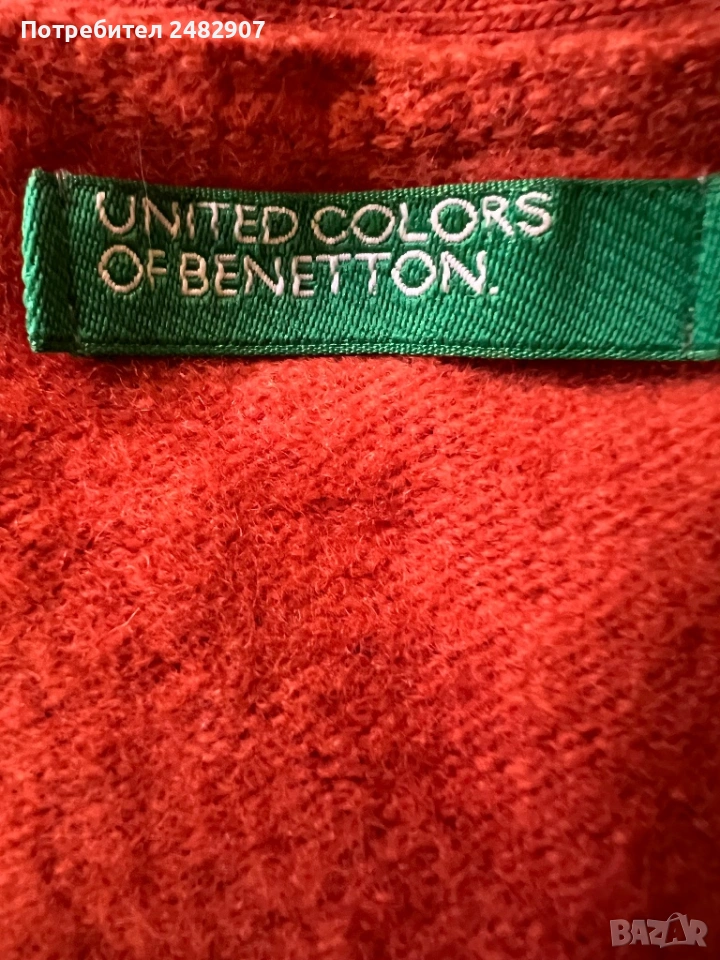 Потребител 2482907
UNITED COLORS
OF BENETTON.
BAZAR